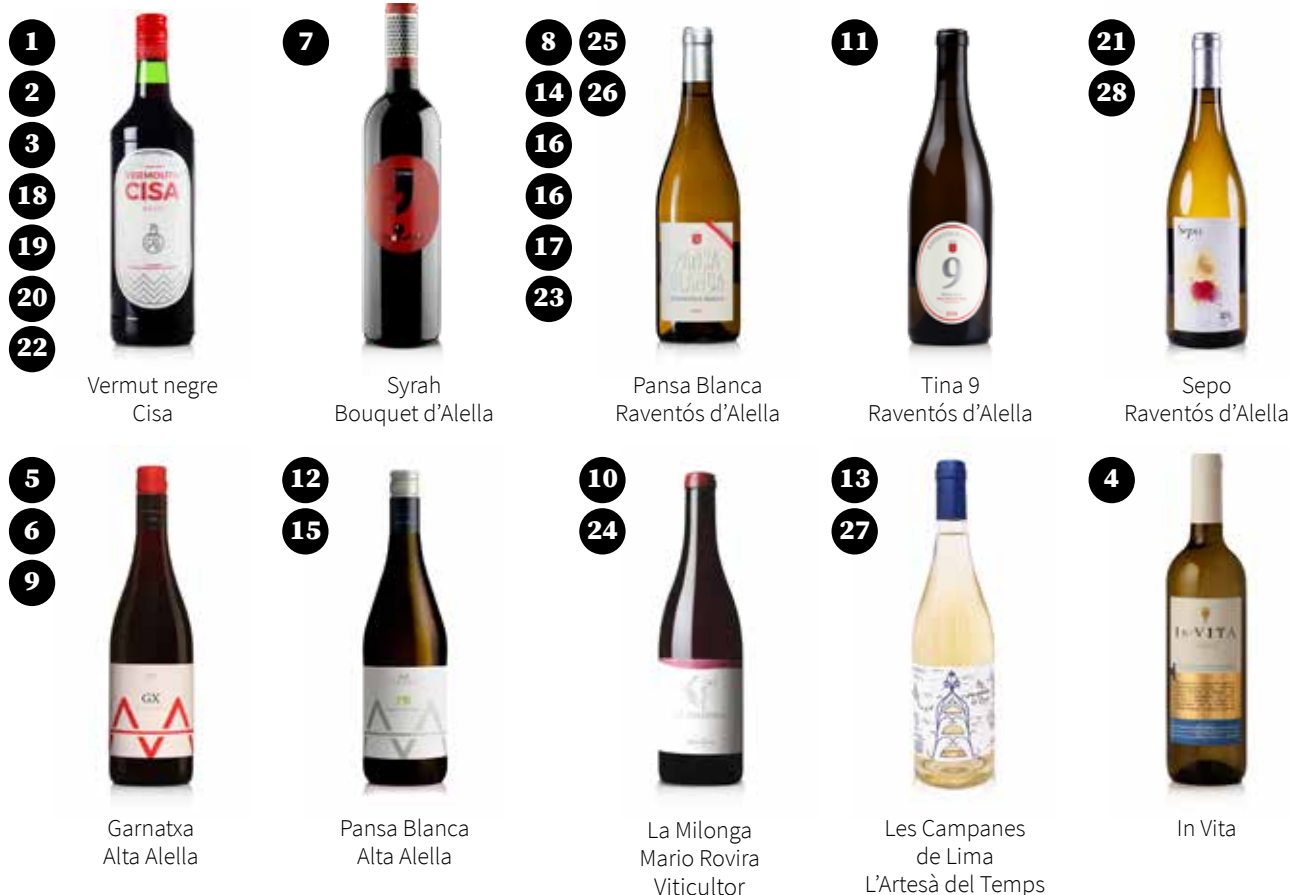 1
2
3
18
19
20
22
VERMOUTH
CISA
Vermut negre
Cisa
7
Syrah
Bouquet d'Alella
8 25
14 26
16
16
17
23
Pansa Blanca
Raventós d'Alella
11
9
Tina 9
Raventós d'Alella
21
28
Sepo
Sepo
Raventós d'Alella
5
6
9
GX
Garnatxa
Alta Alella
12
15
PB
Pansa Blanca
Alta Alella
10
24
La Milonga
Mario Rovira
Viticultor
13
27
Les Campanes
de Lima
L'Artesà del Temps
4
IN VITA
In Vita